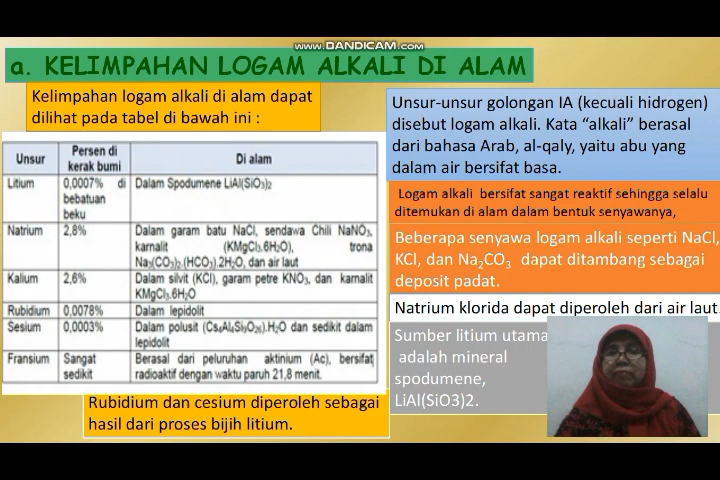 www.BANDICAM.com
a. KELIMPAHAN LOGAM ALKALI DI ALAM
Kelimpahan logam alkali di alam dapat
dilihat pada tabel di bawah ini :
Unsur Persen di kerak bumi Di alam
Litium 0,0007% di bebatuan beku Dalam Spodumene LiAl(SiO3)2
Natrium 2,8% Dalam garam batu NaCl, sendawa Chili NaNO3,
karnalit (KMgCl3.6H2O), trona
Na3(CO3)2.(HCO3).2H2O, dan air laut
Kalium 2,6% Dalam silvit (KCl), garam petre KNO3, dan karnalit
KMgCl3.6H2O
Rubidium 0,0078% Dalam lepidolit
Sesium 0,0003% Dalam polusit (Cs4Al4Si9O26).H2O dan sedikit dalam
lepidolit
Fransium Sangat sedikit Berasal dari peluruhan aktinium (Ac), bersifat
radioaktif dengan waktu paruh 21,8 menit.
Rubidium dan cesium diperoleh sebagai
hasil dari proses bijih litium.
Unsur-unsur golongan IA (kecuali hidrogen)
disebut logam alkali. Kata “alkali” berasal
dari bahasa Arab, al-qaly, yaitu abu yang
dalam air bersifat basa.
Logam alkali bersifat sangat reaktif sehingga selalu
ditemukan di alam dalam bentuk senyawanya,
Beberapa senyawa logam alkali seperti NaCl,
KCl, dan Na2CO3 dapat ditambang sebagai
deposit padat.
Natrium klorida dapat diperoleh dari air laut.
Sumber litium utama
adalah mineral
spodumene,
LiAl(SiO3)2.